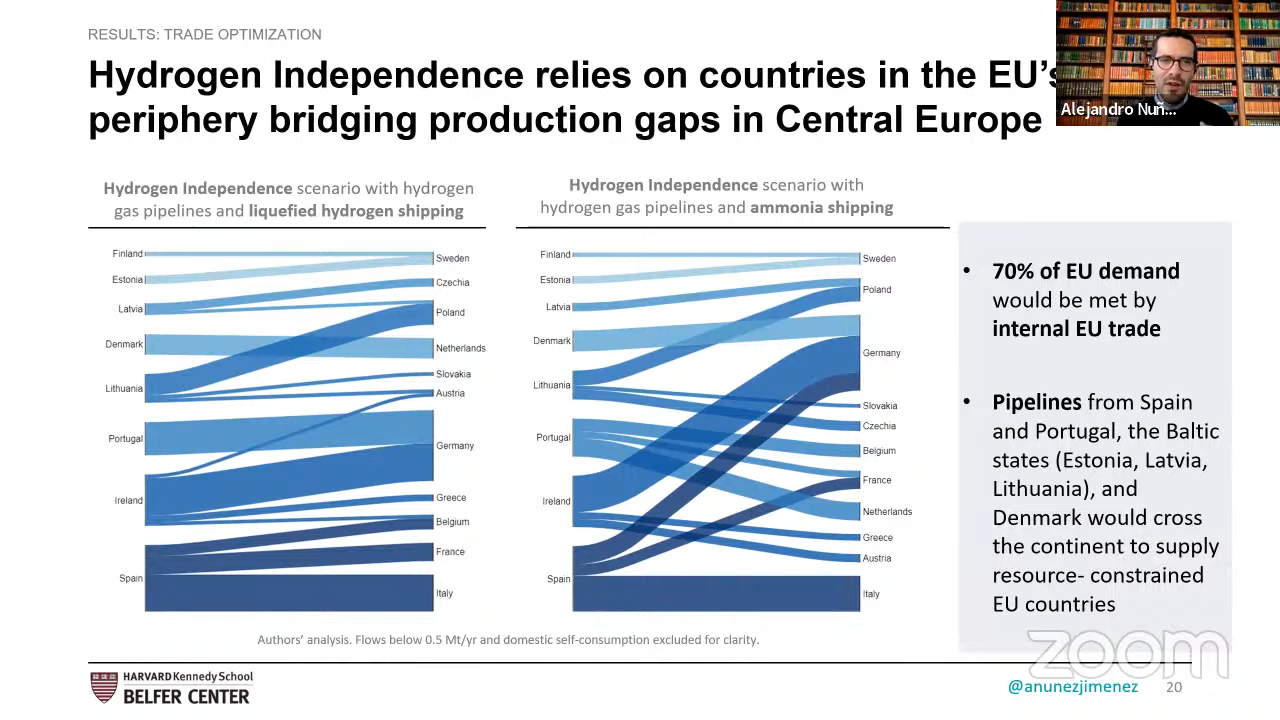 RESULTS: TRADE OPTIMIZATION
Hydrogen Independence relies on countries in the EU's
periphery bridging production gaps in Central Europe
Alejandro Nuñ...
Hydrogen Independence scenario with hydrogen
gas pipelines and liquefied hydrogen shipping
Finland
Estonia
Latvia
Denmark
Lithuania
Portugal
Ireland
Spain
Sweden
Czechia
Poland
Netherlands
Slovakia
Austria
Germany
Greece
Belgium
France
Italy
Hydrogen Independence scenario with
hydrogen gas pipelines and ammonia shipping
Finland
Estonia
Latvia
Denmark
Lithuania
Portugal
Ireland
Spain
Sweden
Poland
Germany
Slovakia
Czechia
Belgium
France
Netherlands
Greece
Austria
Italy
• 70% of EU demand
would be met by
internal EU trade
• Pipelines from Spain
and Portugal, the Baltic
states (Estonia, Latvia,
Lithuania), and
Denmark would cross
the continent to supply
resource- constrained
EU countries
Authors' analysis. Flows below 0.5 Mt/yr and domestic self-consumption excluded for clarity.
zoom
HARVARD Kennedy School
BELFER CENTER
@anunezjimenez 20